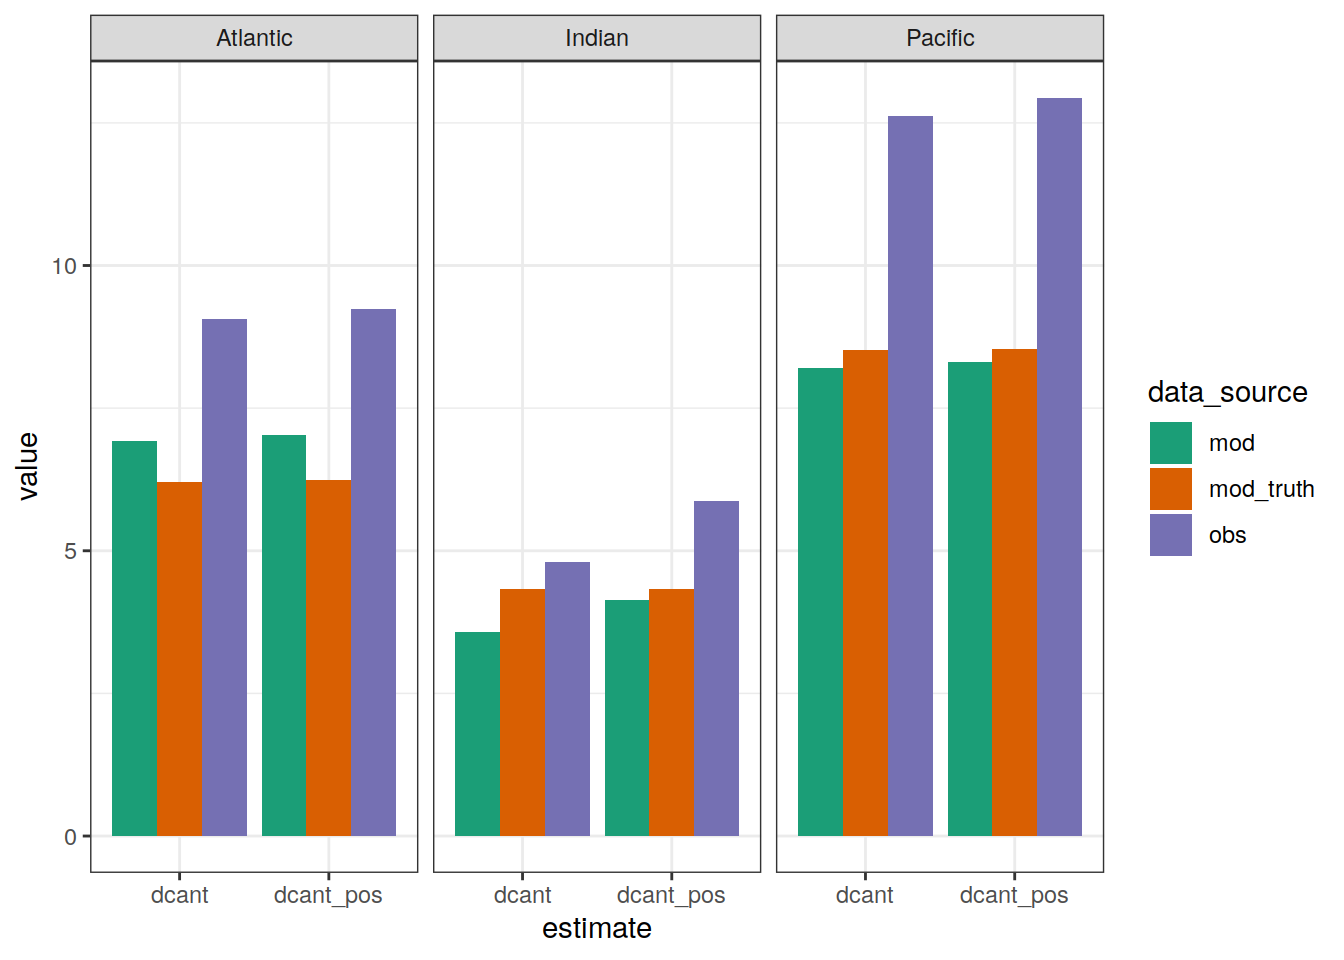 Atlantic Indian Pacific
value
10
5
0
dcant dcant_pos dcant dcant_pos dcant dcant_pos
estimate
data_source
mod
mod_truth
obs